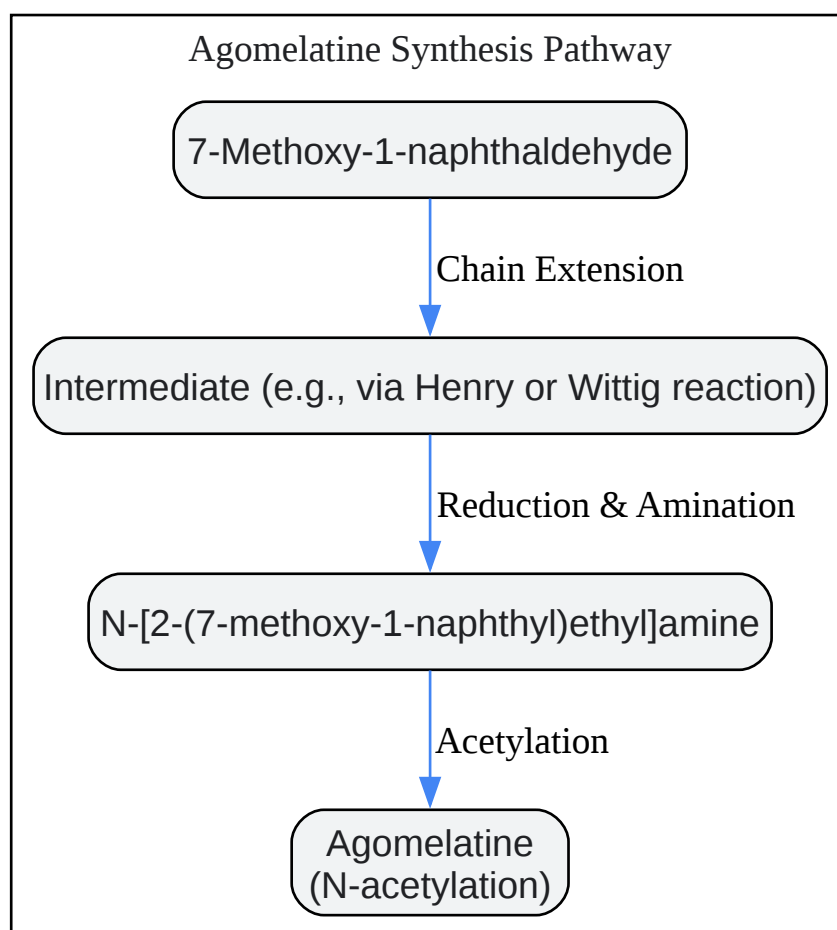 Agomelatine Synthesis Pathway
7-Methoxy-1-naphthaldehyde
Chain Extension
Intermediate (e.g., via Henry or Wittig reaction)
Reduction & Amination
N-[2-(7-methoxy-1-naphthyl)ethyl]amine
Acetylation
Agomelatine
(N-acetylation)